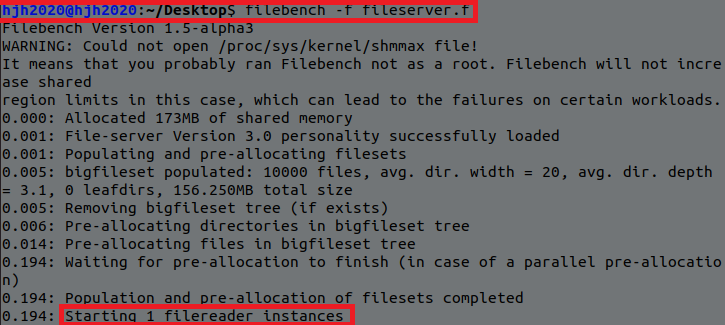 hjh2020@hjh2020:~/Desktop$ filebench -f fileserver.f
Filebench Version 1.5-alpha3
WARNING: Could not open /proc/sys/kernel/shmmax file!
It means that you probably ran Filebench not as a root. Filebench will not incre
ase shared
region limits in this case, which can lead to the failures on certain workloads.
0.000: Allocated 173MB of shared memory
0.001: File-server Version 3.0 personality successfully loaded
0.001: Populating and pre-allocating filesets
0.005: bigfileset populated: 10000 files, avg. dir. width = 20, avg. dir. depth
= 3.1, 0 leafdirs, 156.250MB total size
0.005: Removing bigfileset tree (if exists)
0.006: Pre-allocating directories in bigfileset tree
0.014: Pre-allocating files in bigfileset tree
0.194: Waiting for pre-allocation to finish (in case of a parallel pre-allocatio
n)
0.194: Population and pre-allocation of filesets completed
0.194: Starting 1 filereader instances